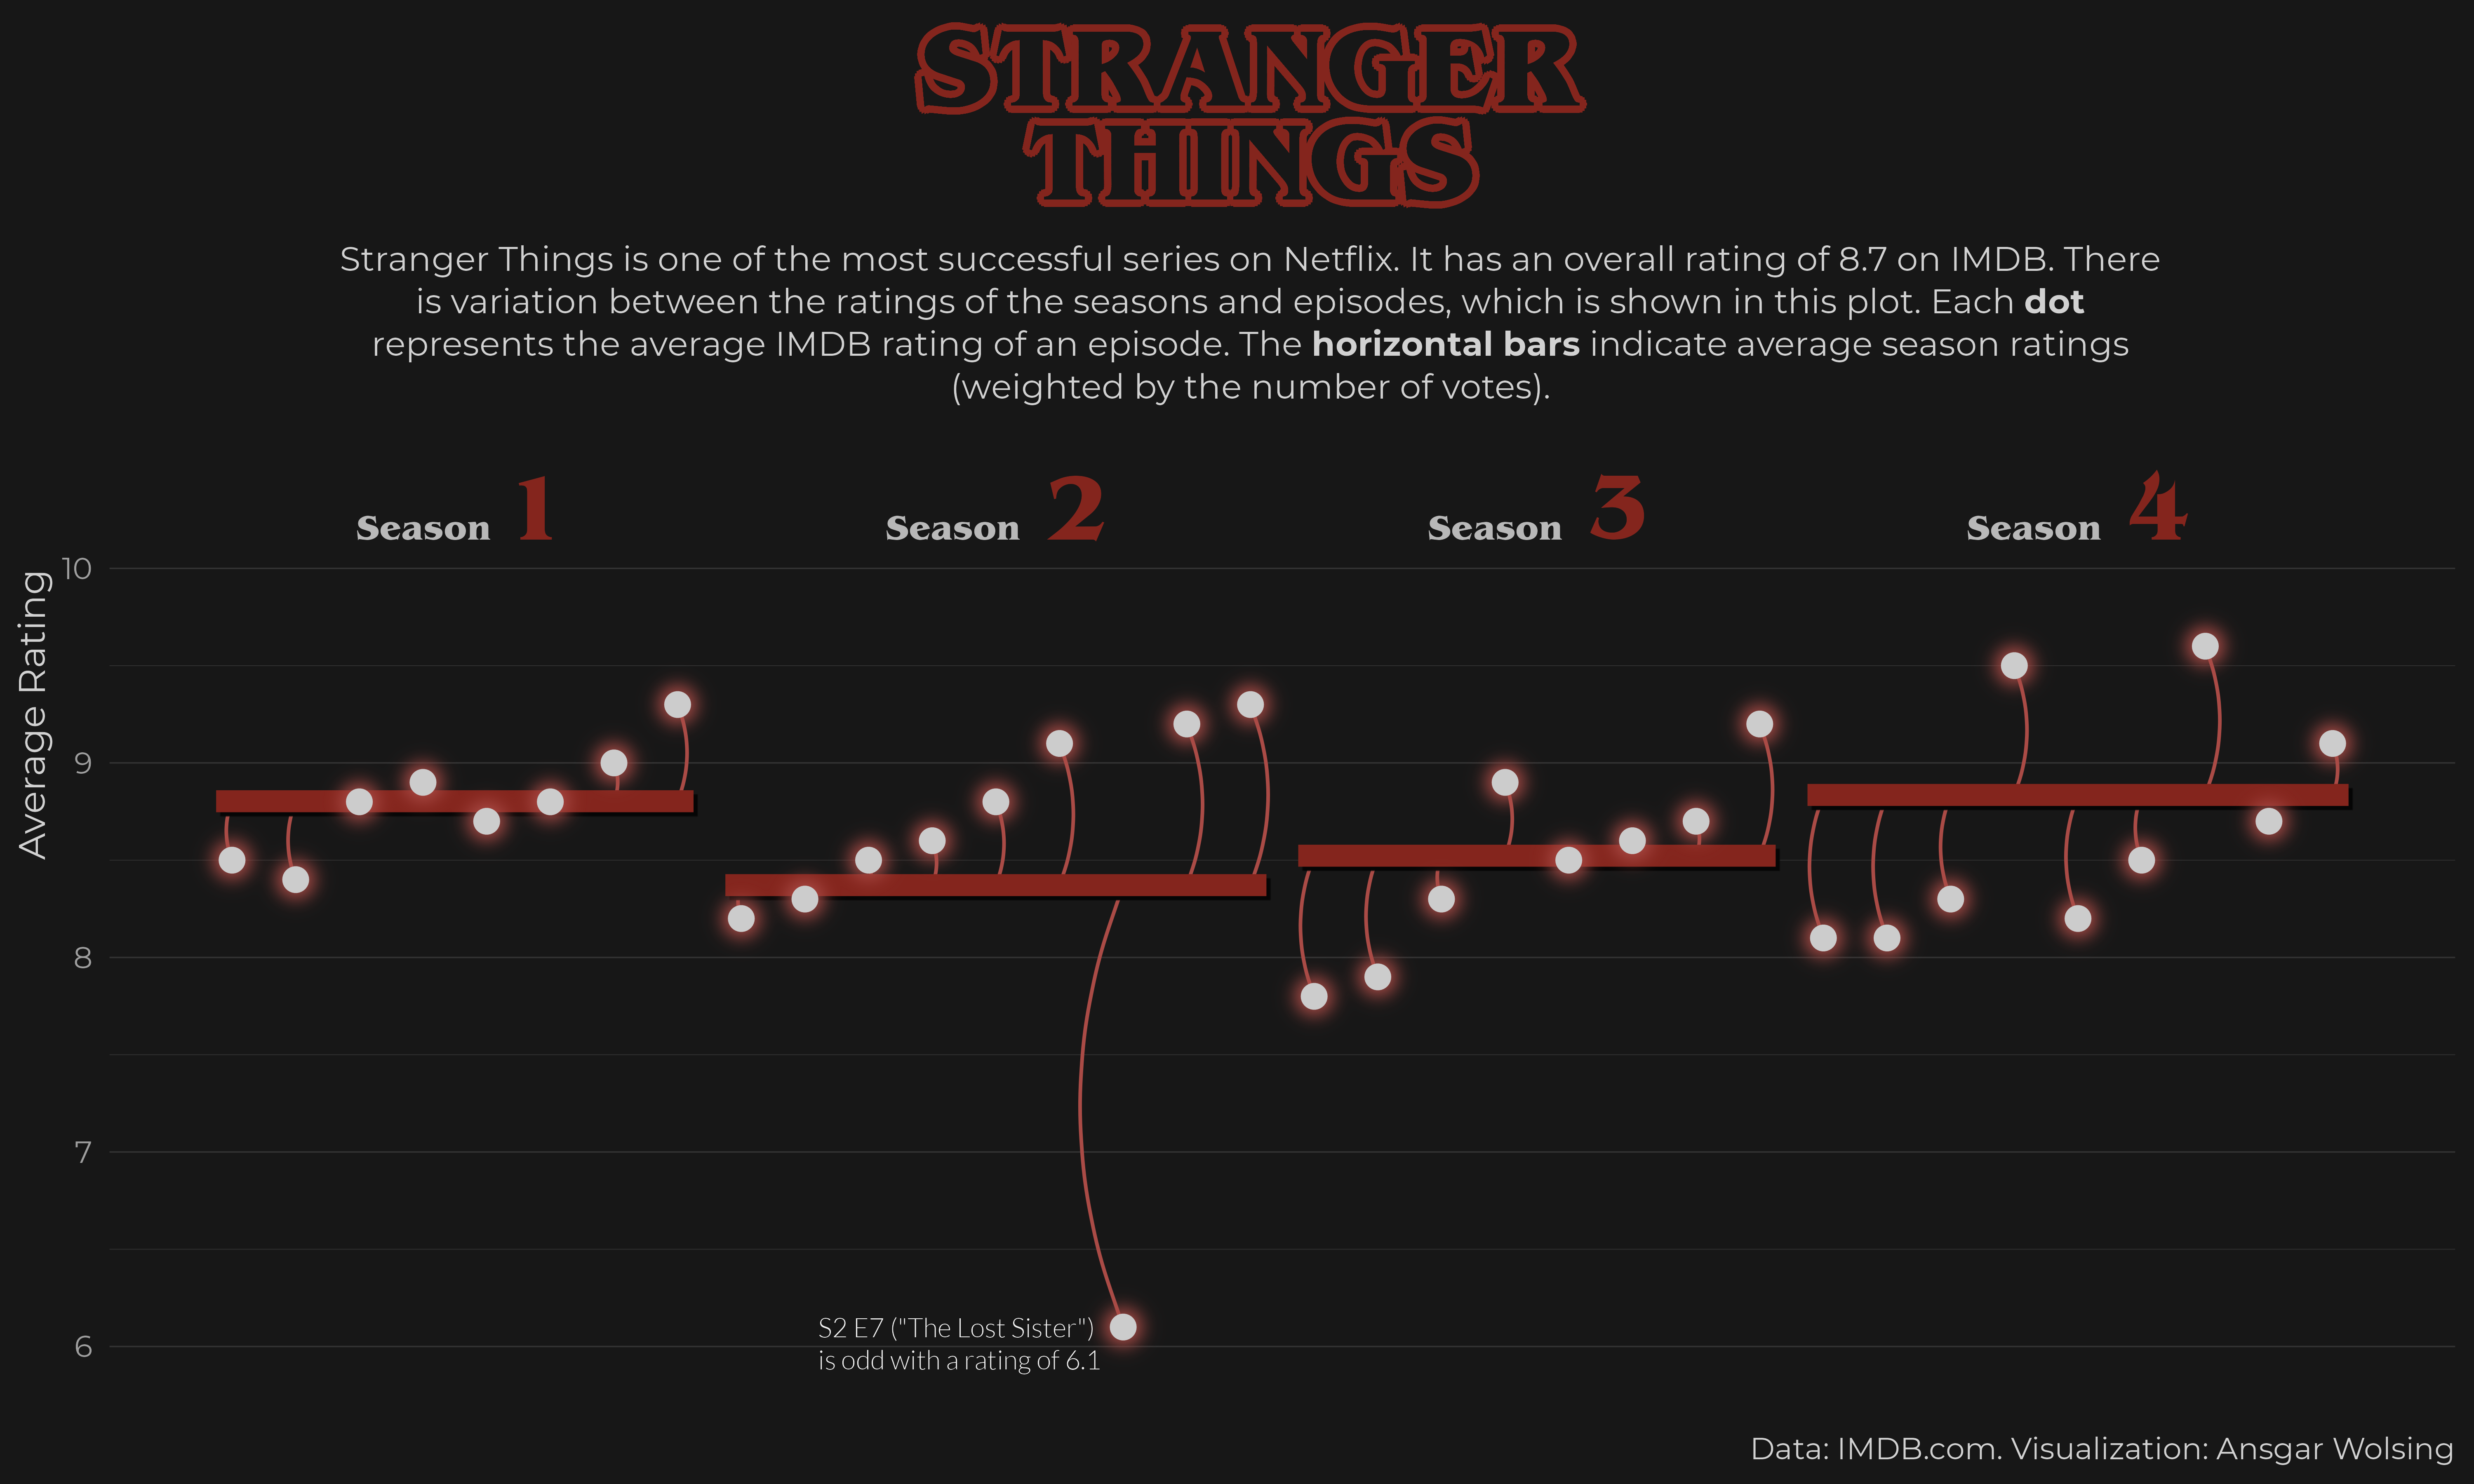 STRANGER
THINGS
Stranger Things is one of the most successful series on Netflix. It has an overall rating of 8.7 on IMDB. There
is variation between the ratings of the seasons and episodes, which is shown in this plot. Each dot
represents the average IMDB rating of an episode. The horizontal bars indicate average season ratings
(weighted by the number of votes).
Season 1
Season 2
Season 3
Season 4
Average Rating
10
9
8
7
6
S2 E7 ("The Lost Sister")
is odd with a rating of 6.1
Data: IMDB.com. Visualization: Ansgar Wolsing